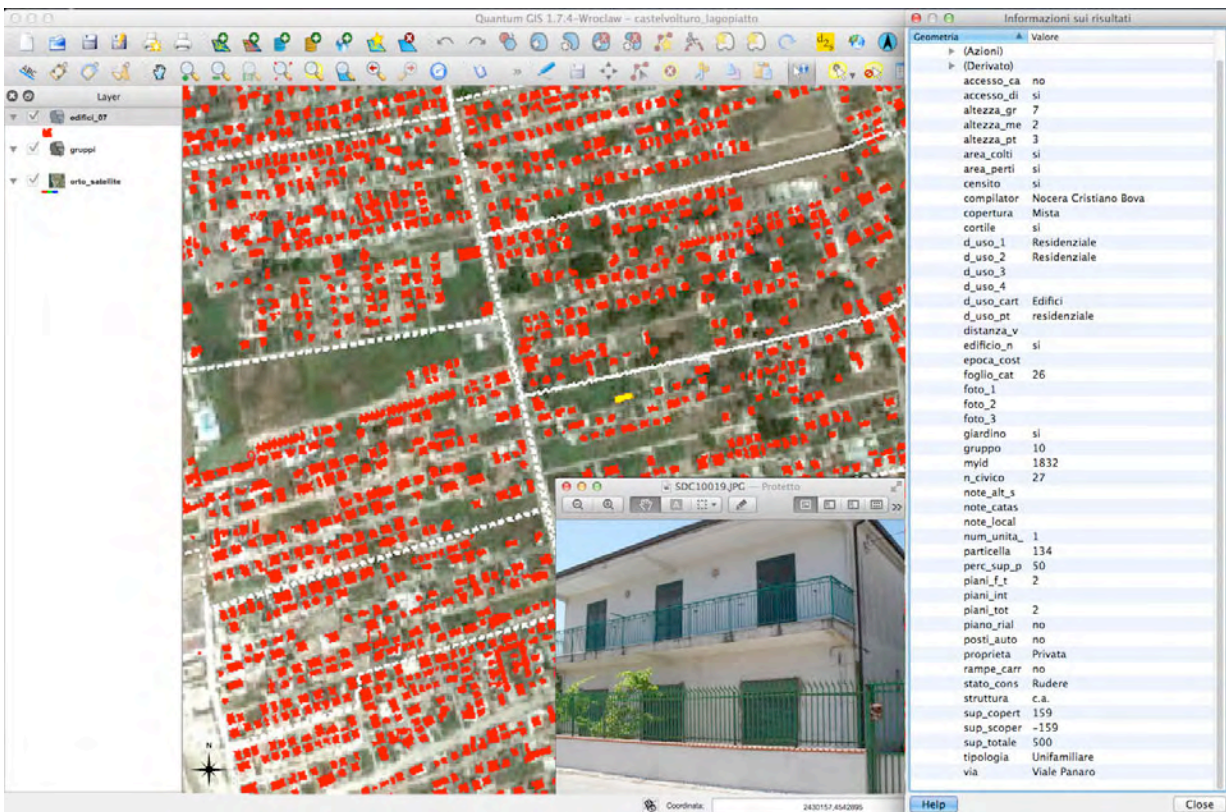 Quantum GIS 1.7.4-Wroclaw – castelvolturo_lagopiatto
Layer
edifici_07
gruppi
orto_satellite
N
SDC10019.JPG — Protetto
Coordinata:
2430157,4542895
Informazioni sui risultati
Geometria Valore
(Azioni)
(Derivato)
accesso_ca no
accesso_di si
altezza_gr 7
altezza_me 2
altezza_pt 3
area_colti si
area_perti si
censito si
compilator Nocera Cristiano Bova
copertura Mista
cortile si
d_uso_1 Residenziale
d_uso_2 Residenziale
d_uso_3
d_uso_4
d_uso_cart Edifici
d_uso_pt residenziale
distanza_v
edificio_n si
epoca_cost
foglio_cat 26
foto_1
foto_2
foto_3
giardino si
gruppo 10
myid 1832
n_civico 27
note_alt_s
note_catas
note_local
num_unita_ 1
particella 134
perc_sup_p 50
piani_f_t 2
piani_int
piani_tot 2
piano_rial no
posti_auto no
proprieta Privata
rampe_carr no
stato_cons Rudere
struttura c.a.
sup_copert 159
sup_scoper -159
sup_totale 500
tipologia Unifamiliare
via Viale Panaro
Help Close